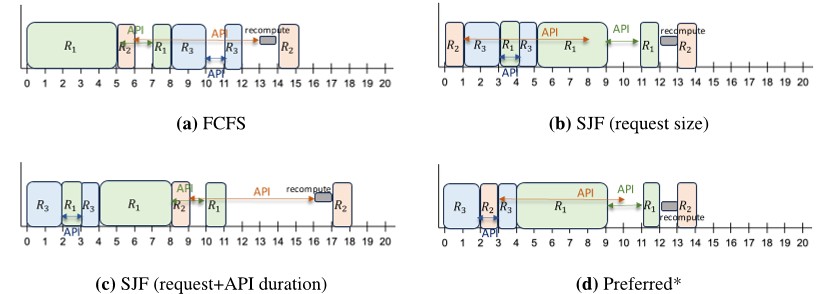 API API recompute
R₁ R₂ R₁ R₃ R₃ R₂
API
0 1 2 3 4 5 6 7 8 9 10 11 12 13 14 15 16 17 18 19 20
(a) FCFS
API API recompute
R₂ R₃ R₁ R₃ R₁ R₂
API
0 1 2 3 4 5 6 7 8 9 10 11 12 13 14 15 16 17 18 19 20
(b) SJF (request size)
API API recompute
R₃ R₁ R₃ R₁ R₂ R₁ R₂
API
0 1 2 3 4 5 6 7 8 9 10 11 12 13 14 15 16 17 18 19 20
(c) SJF (request+API duration)
API API
R₃ R₂ R₃ R₁ R₁ R₂
API recompute
0 1 2 3 4 5 6 7 8 9 10 11 12 13 14 15 16 17 18 19 20
(d) Preferred*